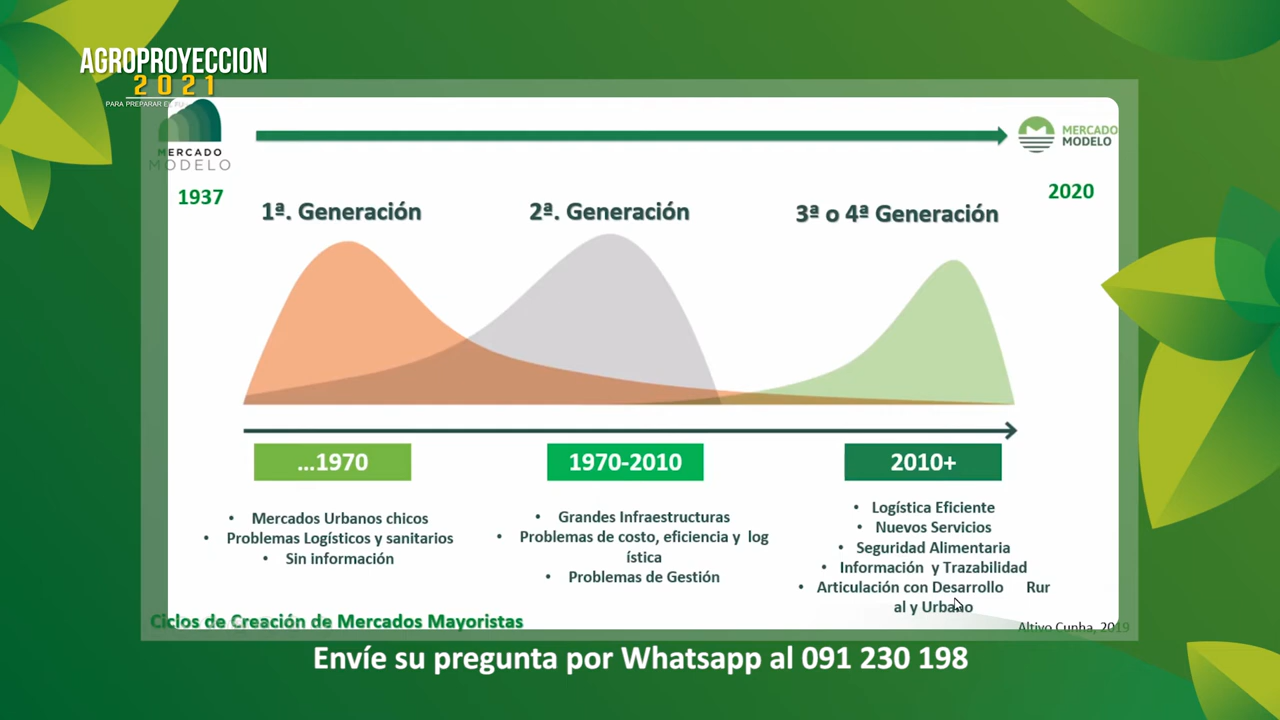 AGROPROYECCION
2021
PARA PREPARAR EL FU
MERCADO
MODELO
MERCADO
MODELO
1937
2020
1ª. Generación
2ª. Generación
3ª o 4ª Generación
...1970
1970-2010
2010+
• Mercados Urbanos chicos
• Problemas Logísticos y sanitarios
• Sin información
• Grandes Infraestructuras
• Problemas de costo, eficiencia y log
ística
• Problemas de Gestión
• Logística Eficiente
• Nuevos Servicios
• Seguridad Alimentaria
• Información y Trazabilidad
• Articulación con Desarrollo Rur
al y Urbano
Ciclos de Creación de Mercados Mayoristas
Altivo Cunha, 2019
Envíe su pregunta por Whatsapp al 091 230 198